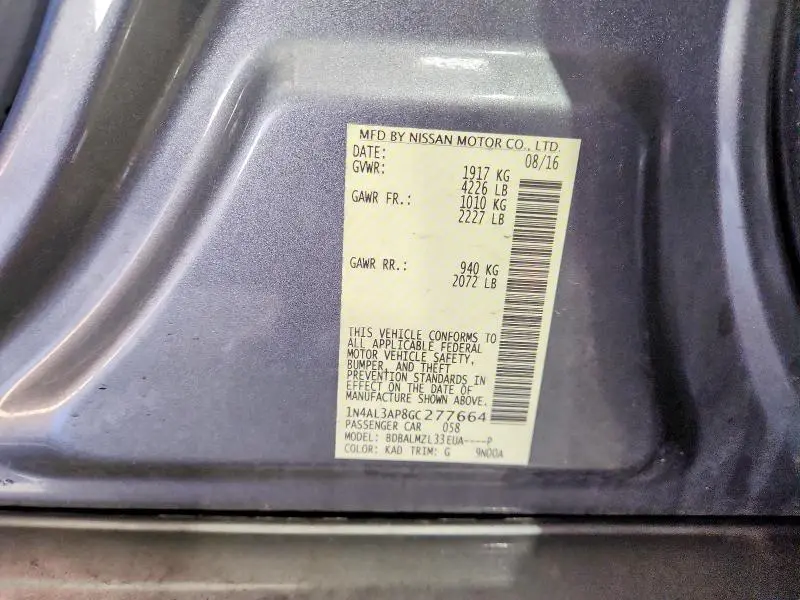 MFD BY NISSAN MOTOR CO., LTD.
DATE: 08/16
GVWR: 1917 KG
4226 LB
GAWR FR.: 1010 KG
2227 LB
GAWR RR.: 940 KG
2072 LB
THIS VEHICLE CONFORMS TO
ALL APPLICABLE FEDERAL
MOTOR VEHICLE SAFETY,
BUMPER, AND THEFT
PREVENTION STANDARDS IN
EFFECT ON THE DATE OF
MANUFACTURE SHOWN ABOVE.
1N4AL3AP8GC277664
PASSENGER CAR 058
MODEL: BDBALMZL33EUA----P
COLOR: KAD TRIM: G 9N00A